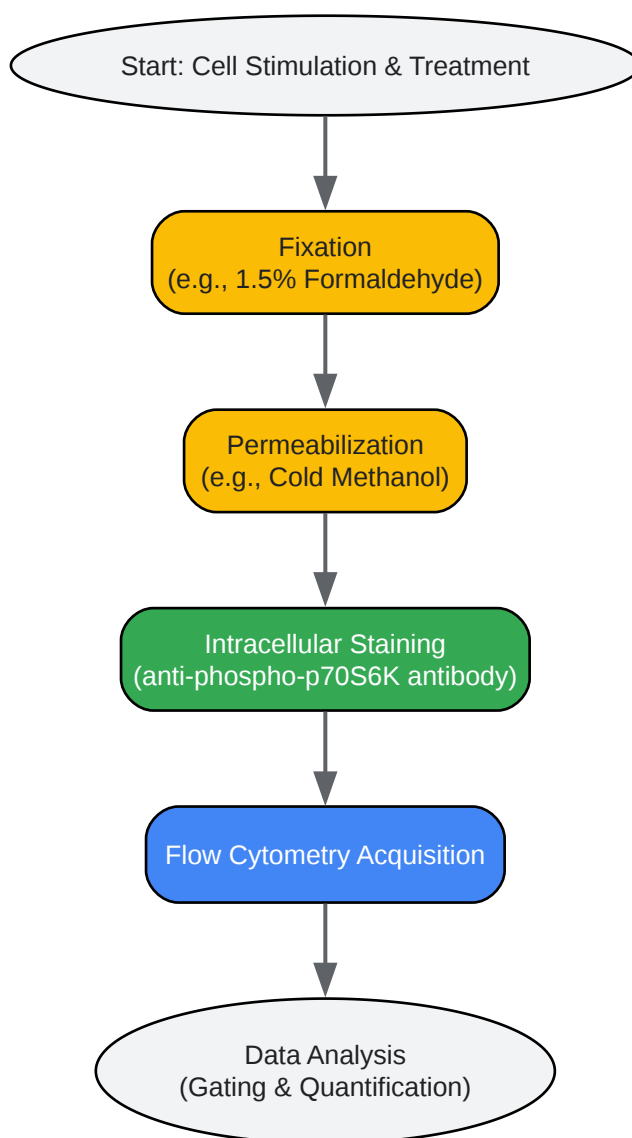 Start: Cell Stimulation & Treatment
Fixation
(e.g., 1.5% Formaldehyde)
Permeabilization
(e.g., Cold Methanol)
Intracellular Staining
(anti-phospho-p70S6K antibody)
Flow Cytometry Acquisition
Data Analysis
(Gating & Quantification)